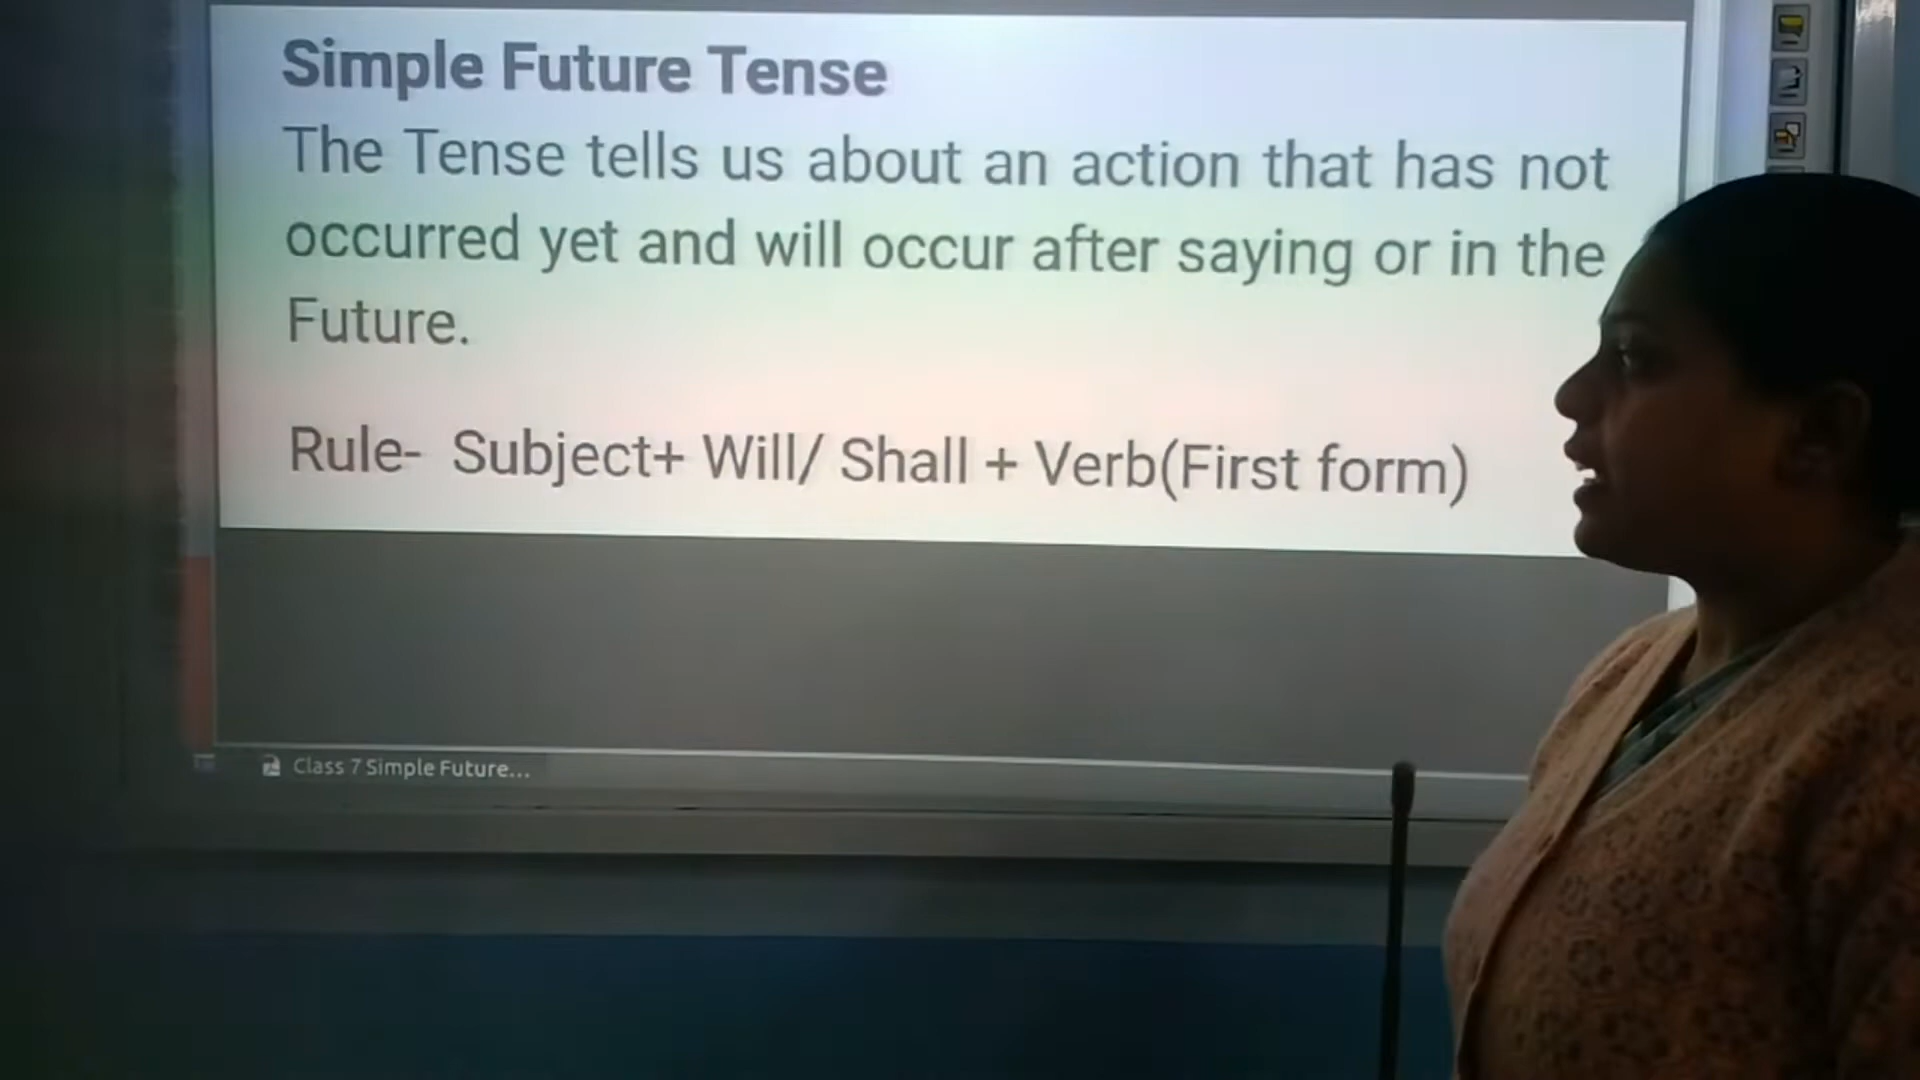 Simple Future Tense
The Tense tells us about an action that has not
occurred yet and will occur after saying or in the
Future.
Rule- Subject+ Will/ Shall + Verb(First form)
Class 7 Simple Future...